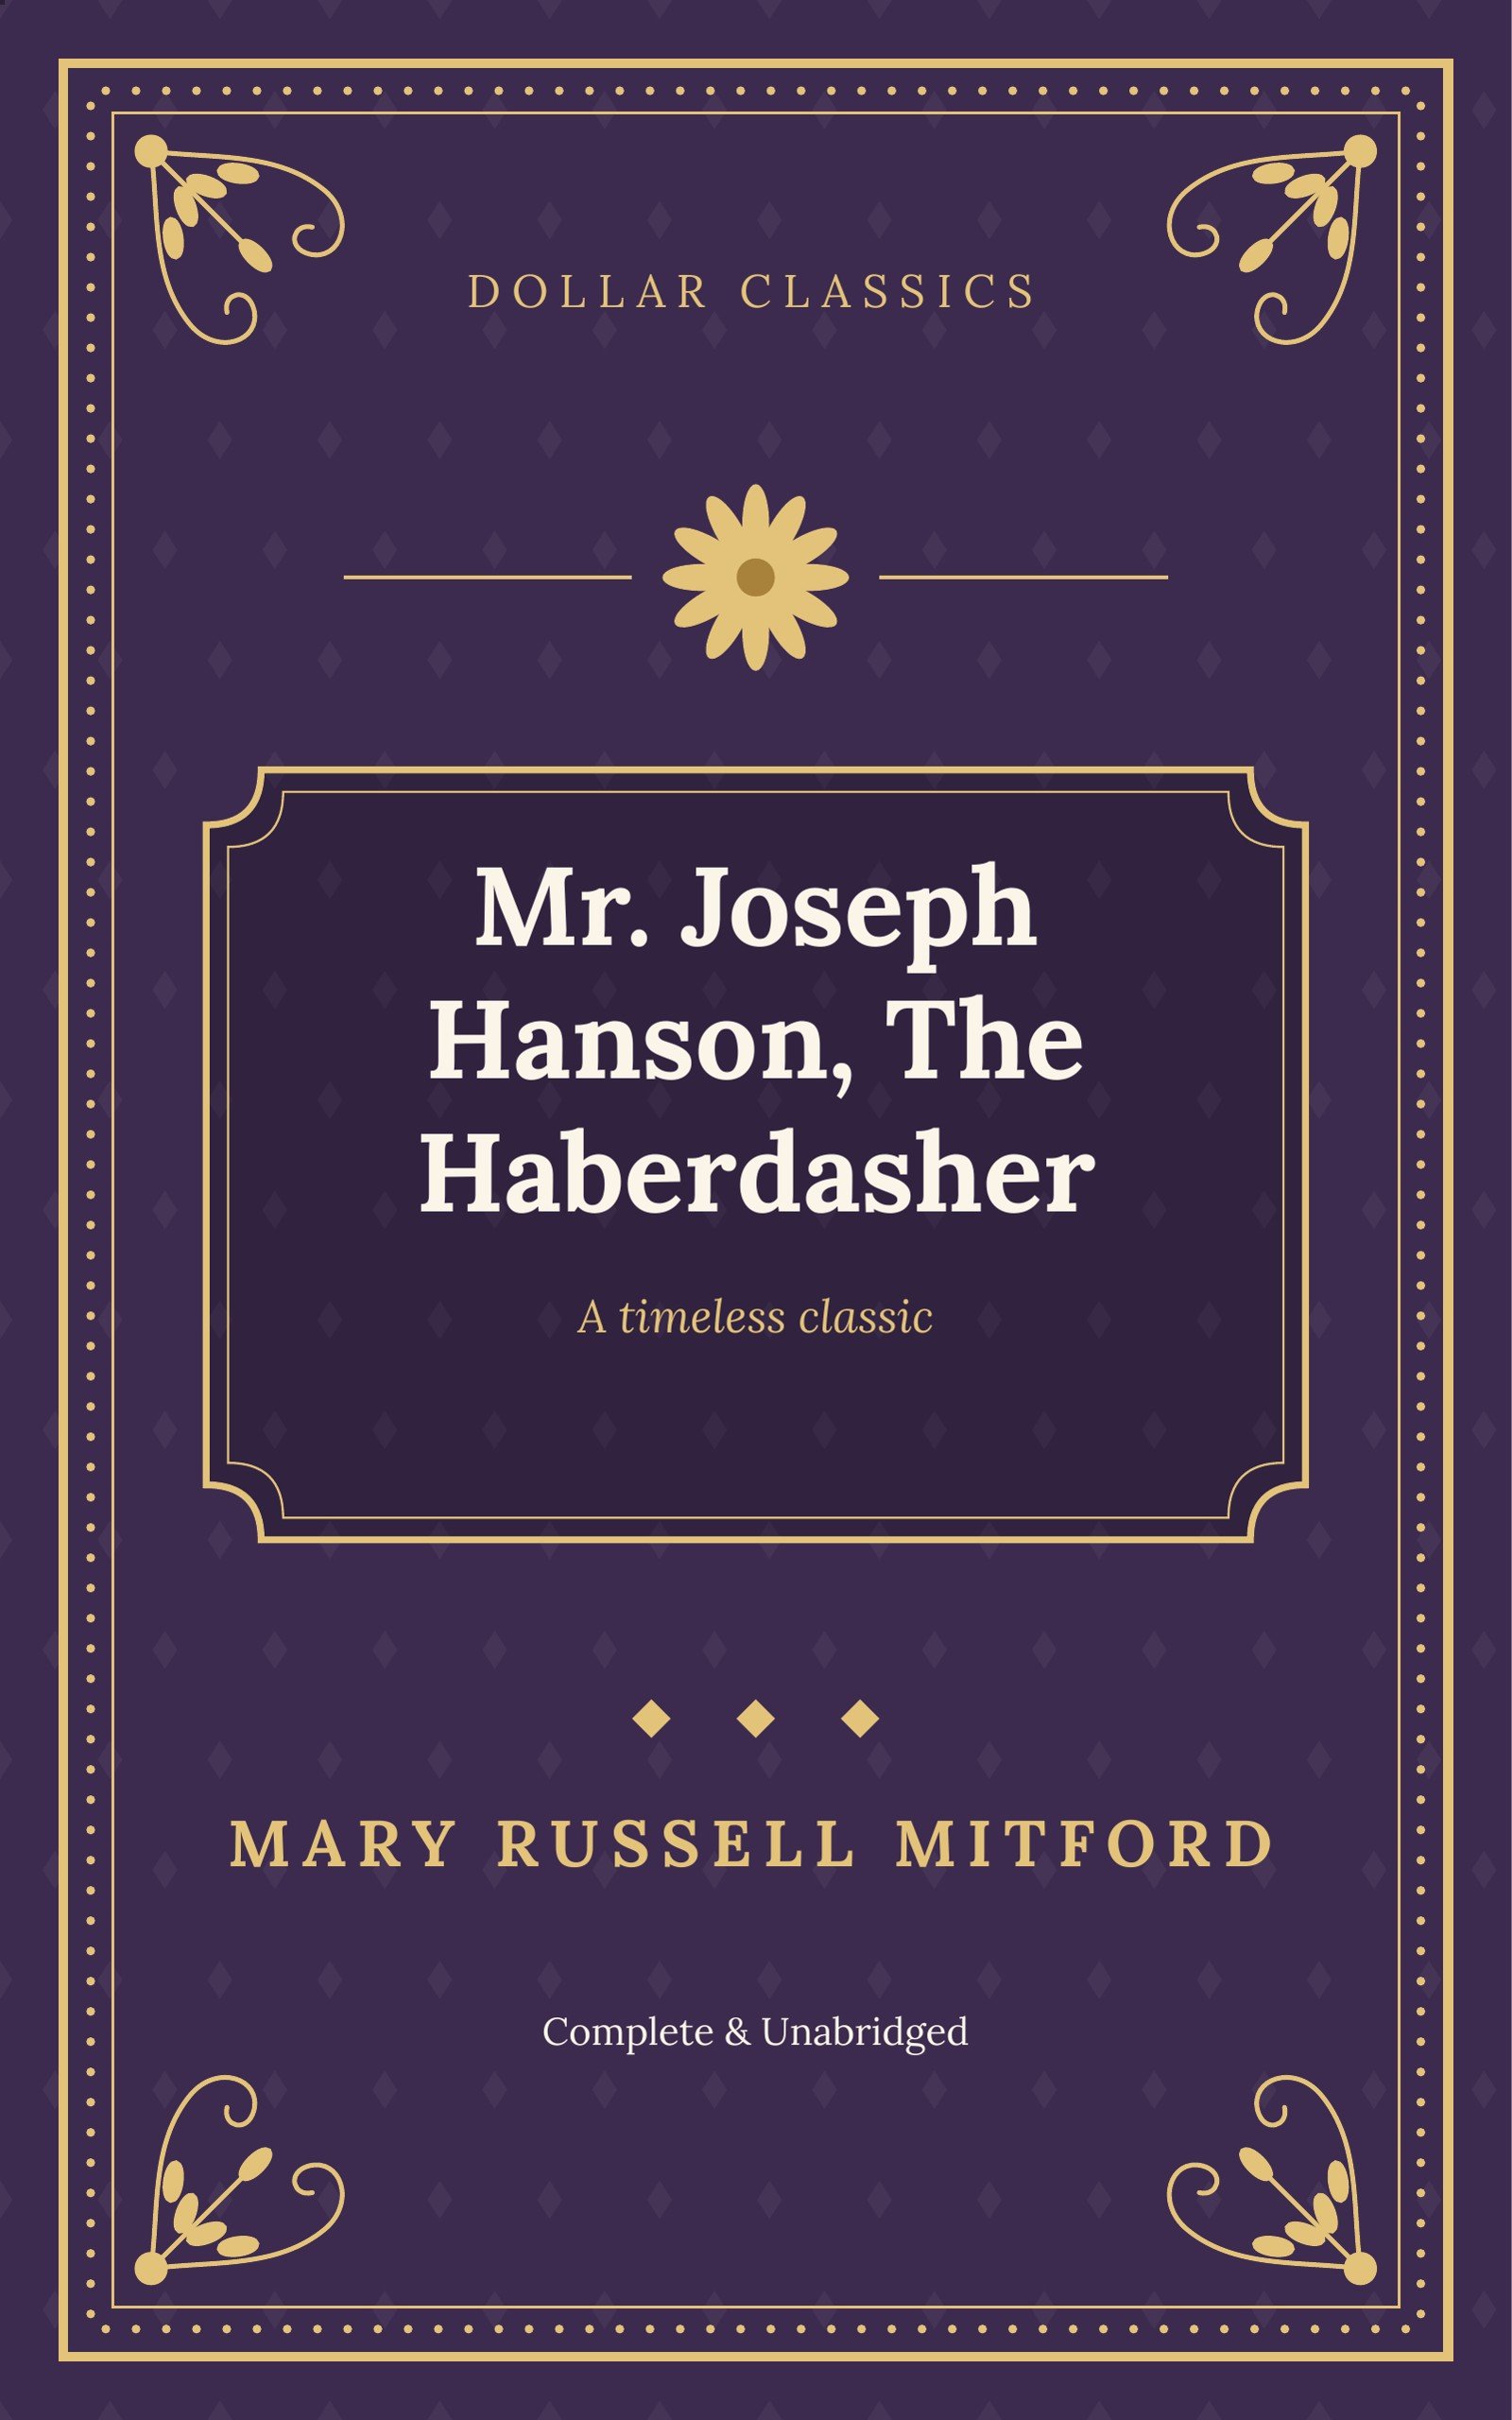 DOLLAR CLASSICS
Mr. Joseph
Hanson, The
Haberdasher
A timeless classic
MARY RUSSELL MITFORD
Complete & Unabridged